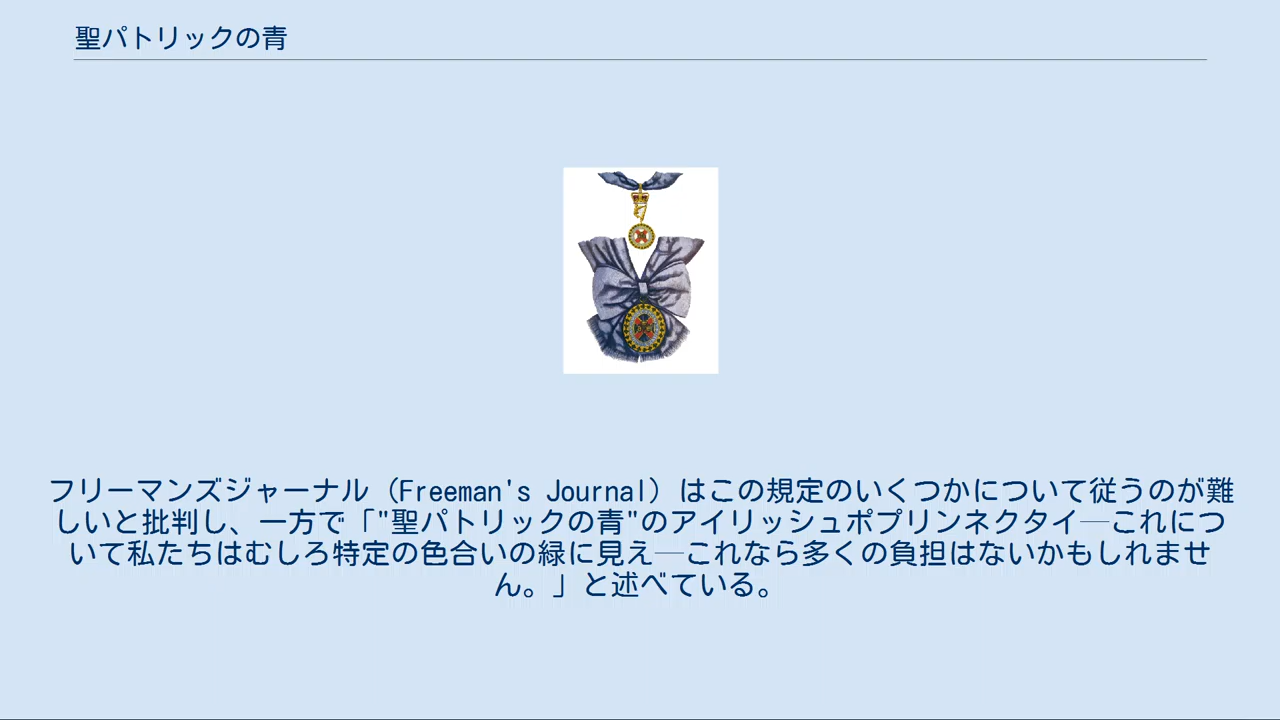 聖パトリックの青
フリーマンズジャーナル（Freeman's Journal）はこの規定のいくつかについて従うのが難
しいと批判し、一方で「"聖パトリックの青"のアイリッシュポプリンネクタイ─これにつ
いて私たちはむしろ特定の色合いの緑に見え─これなら多くの負担はないかもしれませ
ん。」と述べている。